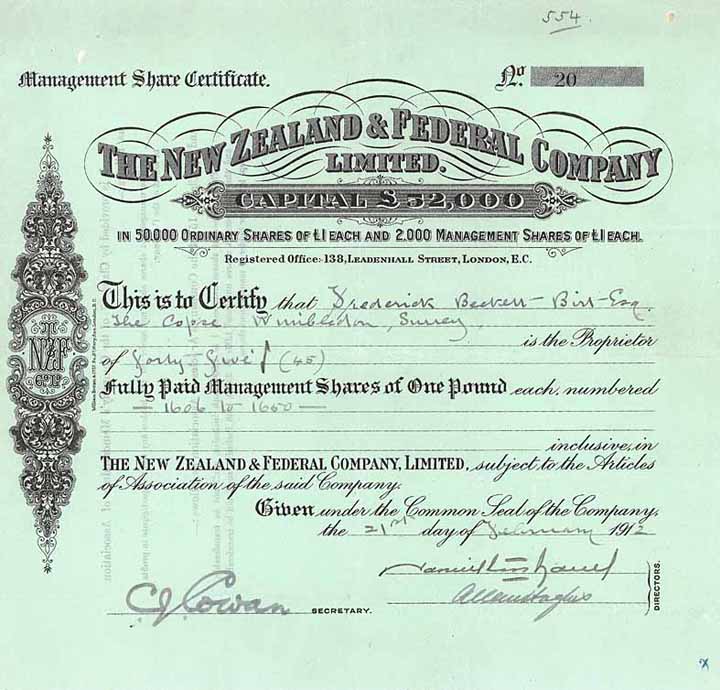 554.
Management Share Certificate.
No. 20
THE NEW ZEALAND & FEDERAL COMPANY
LIMITED.
CAPITAL £52,000
IN 50,000 ORDINARY SHARES OF £1 EACH AND 2,000 MANAGEMENT SHARES OF £1 EACH.
Registered Office:- 138, LEADENHALL STREET, LONDON, E.C.
This is to Certify that Frederick Beckett-Birt-Esq.
The Copse Wimbledon, Surrey,
is the Proprietor
of forty five (45)
Fully Paid Management Shares of One Pound each, numbered
— 1606 to 1650 —
inclusive, in
THE NEW ZEALAND & FEDERAL COMPANY, LIMITED, subject to the Articles
of Association of the said Company.
Given under the Common Seal of the Company,
the 21st day of February 1912
DIRECTORS.
C J Cowan SECRETARY.